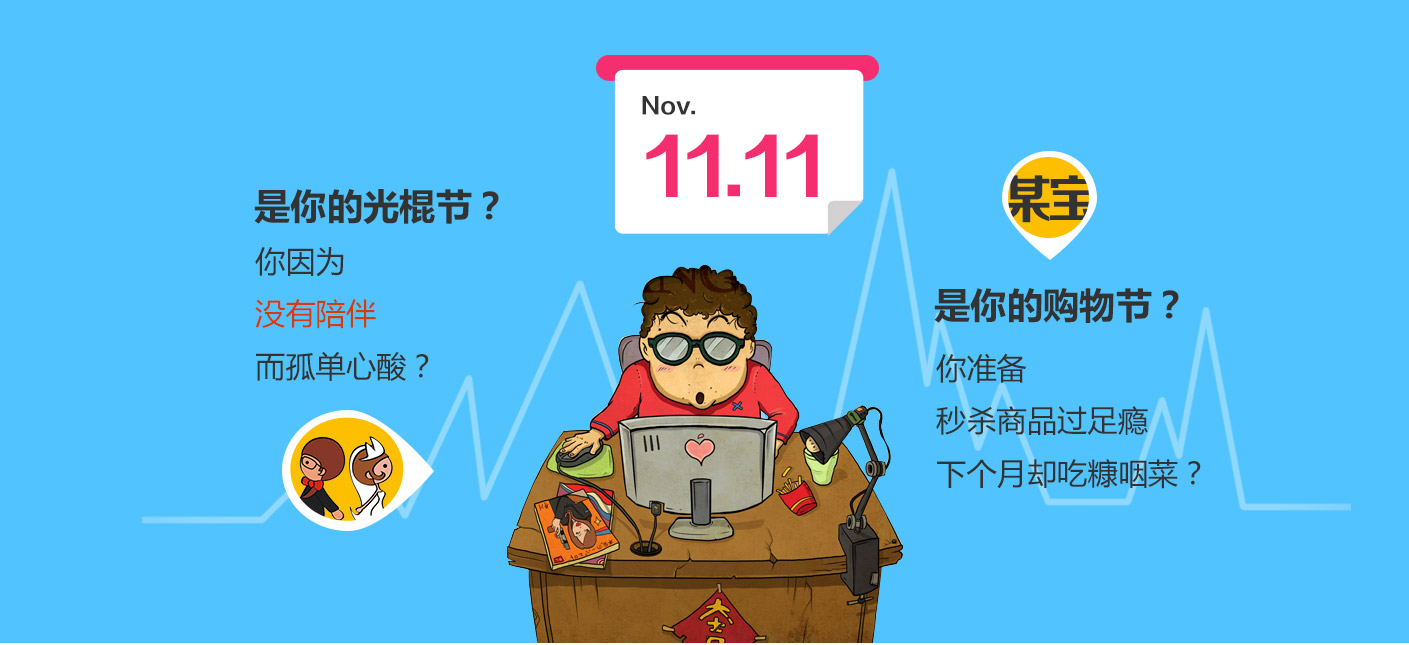 Nov.
11.11
是你的光棍节？
你因为
没有陪伴
而孤单心酸？
某宝
是你的购物节？
你准备
秒杀商品过足瘾
下个月却吃糠咽菜？